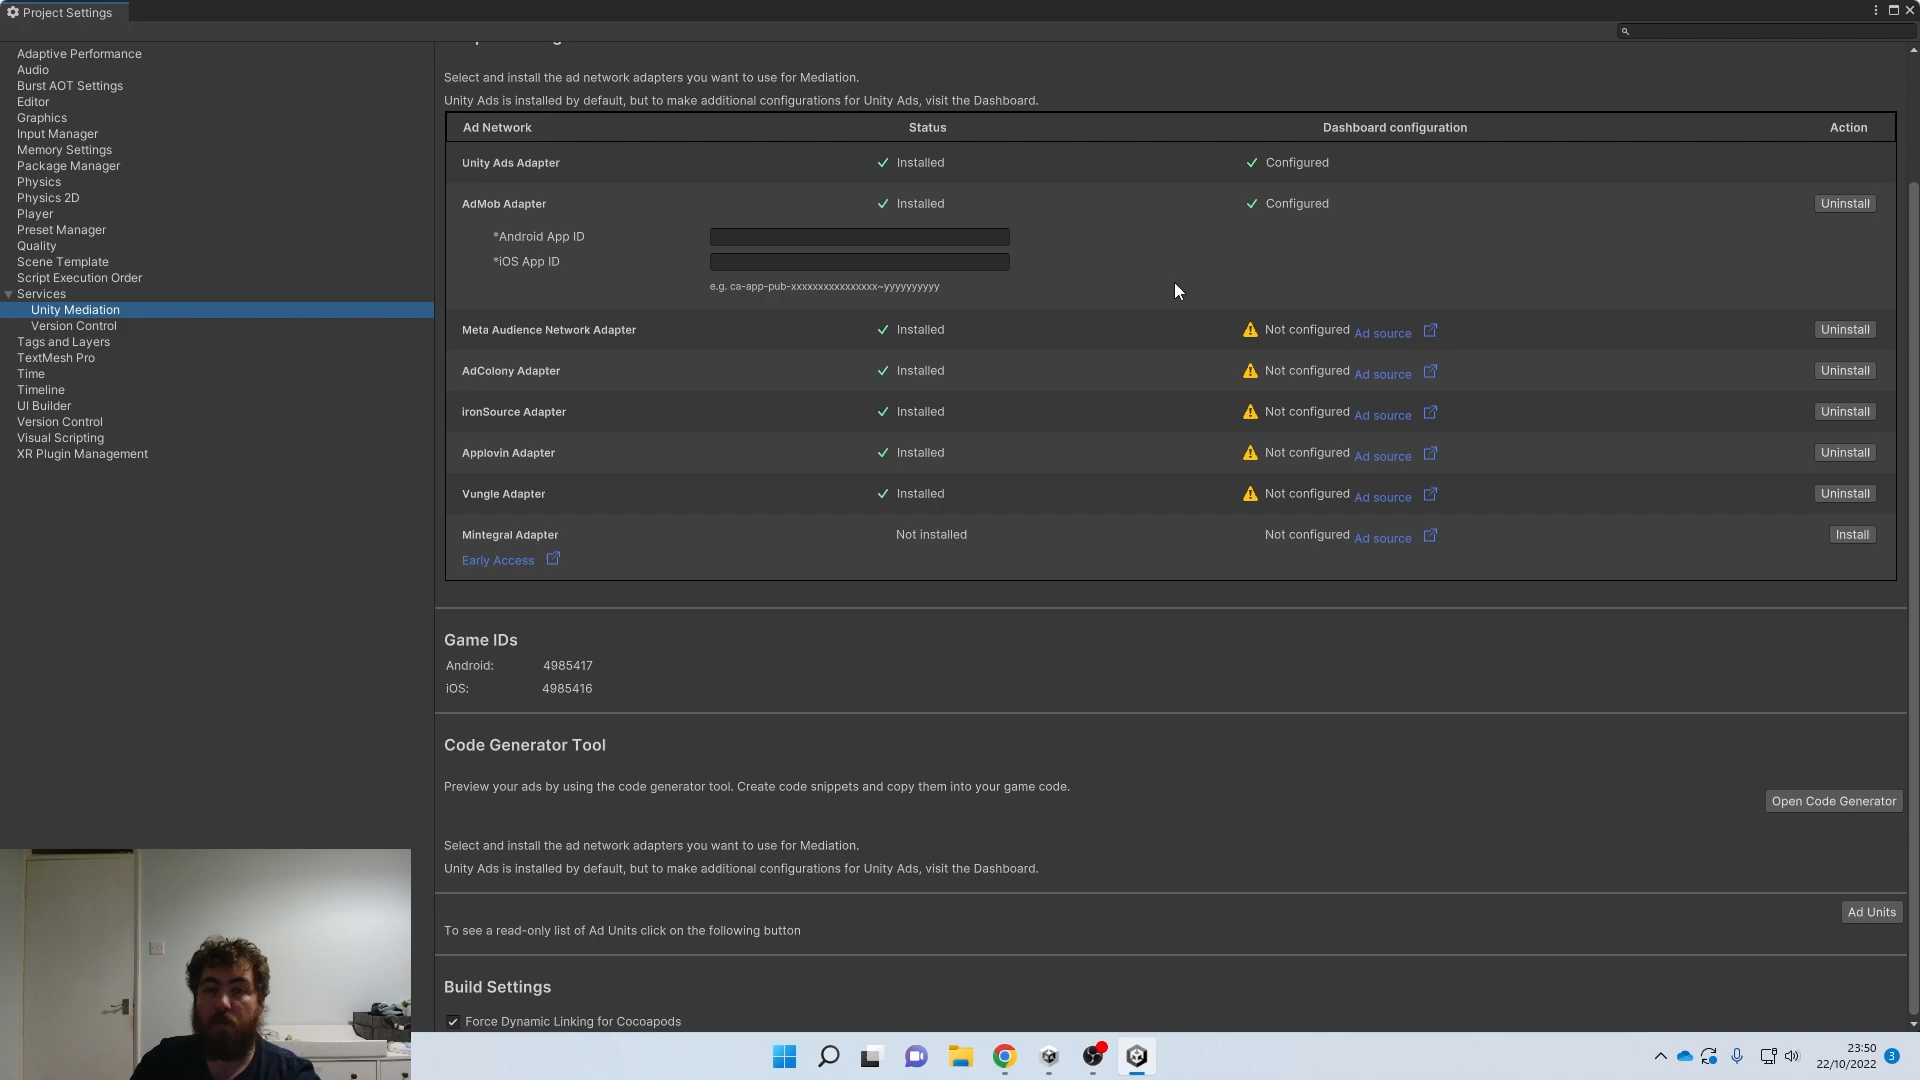 Project Settings
Adaptive Performance
Audio
Burst AOT Settings
Editor
Graphics
Input Manager
Memory Settings
Package Manager
Physics
Physics 2D
Player
Preset Manager
Quality
Scene Template
Script Execution Order
Services
Unity Mediation
Version Control
Tags and Layers
TextMesh Pro
Time
Timeline
UI Builder
Version Control
Visual Scripting
XR Plugin Management
Select and install the ad network adapters you want to use for Mediation.
Unity Ads is installed by default, but to make additional configurations for Unity Ads, visit the Dashboard.
Ad Network Status Dashboard configuration Action
Unity Ads Adapter Installed Configured
AdMob Adapter Installed Configured Uninstall
*Android App ID
*iOS App ID
e.g. ca-app-pub-xxxxxxxxxxxxxxxx~yyyyyyyyyy
Meta Audience Network Adapter Installed Not configured Ad source Uninstall
AdColony Adapter Installed Not configured Ad source Uninstall
ironSource Adapter Installed Not configured Ad source Uninstall
Applovin Adapter Installed Not configured Ad source Uninstall
Vungle Adapter Installed Not configured Ad source Uninstall
Mintegral Adapter Not installed Not configured Ad source Install
Early Access
Game IDs
Android: 4985417
iOS: 4985416
Code Generator Tool
Preview your ads by using the code generator tool. Create code snippets and copy them into your game code.
Open Code Generator
Select and install the ad network adapters you want to use for Mediation.
Unity Ads is installed by default, but to make additional configurations for Unity Ads, visit the Dashboard.
Ad Units
To see a read-only list of Ad Units click on the following button
Build Settings
Force Dynamic Linking for Cocoapods
23:50
22/10/2022
3